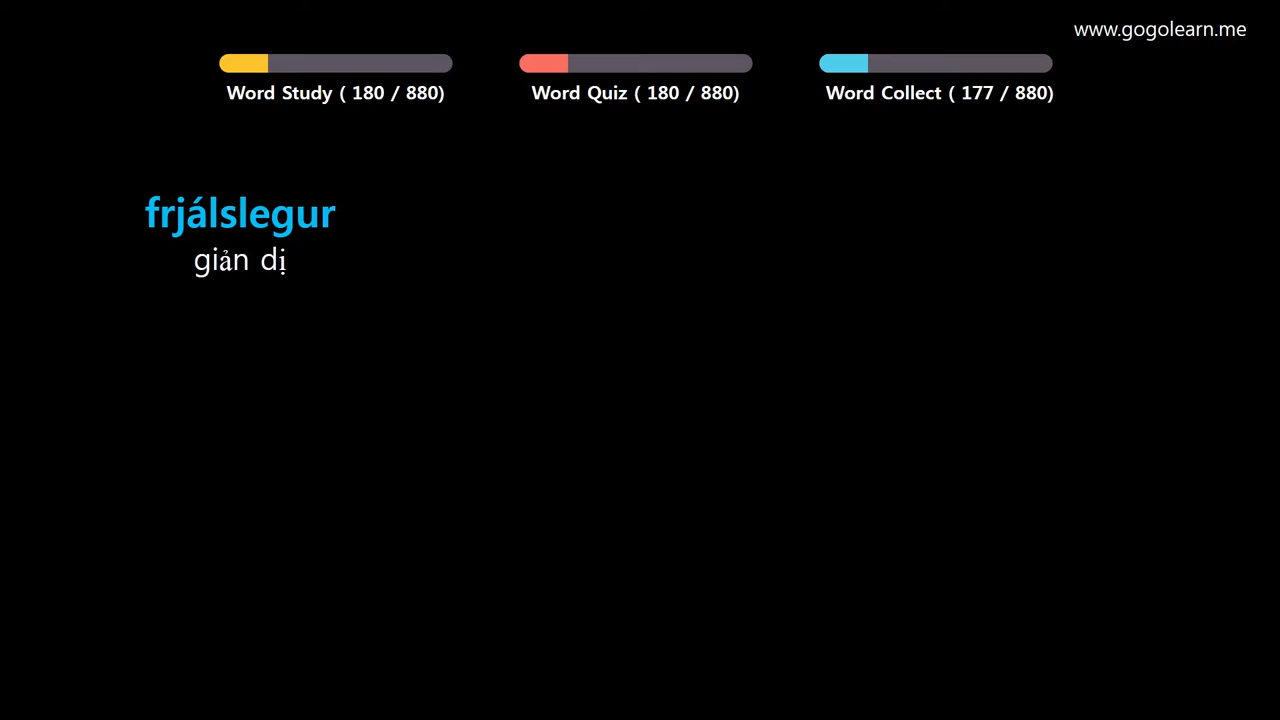 www.gogolearn.me
Word Study ( 180 / 880)
Word Quiz ( 180 / 880)
Word Collect ( 177 / 880)
frjálslegur
giản dị